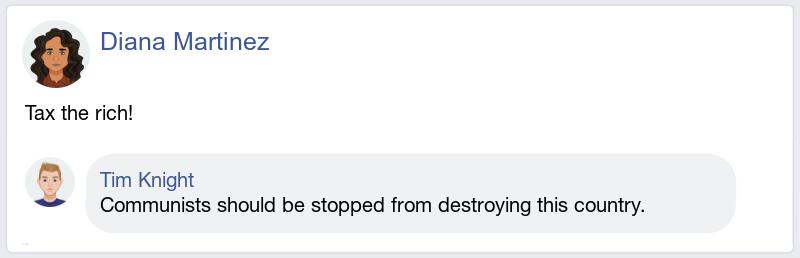 Diana Martinez
Tax the rich!
Tim Knight
Communists should be stopped from destroying this country.